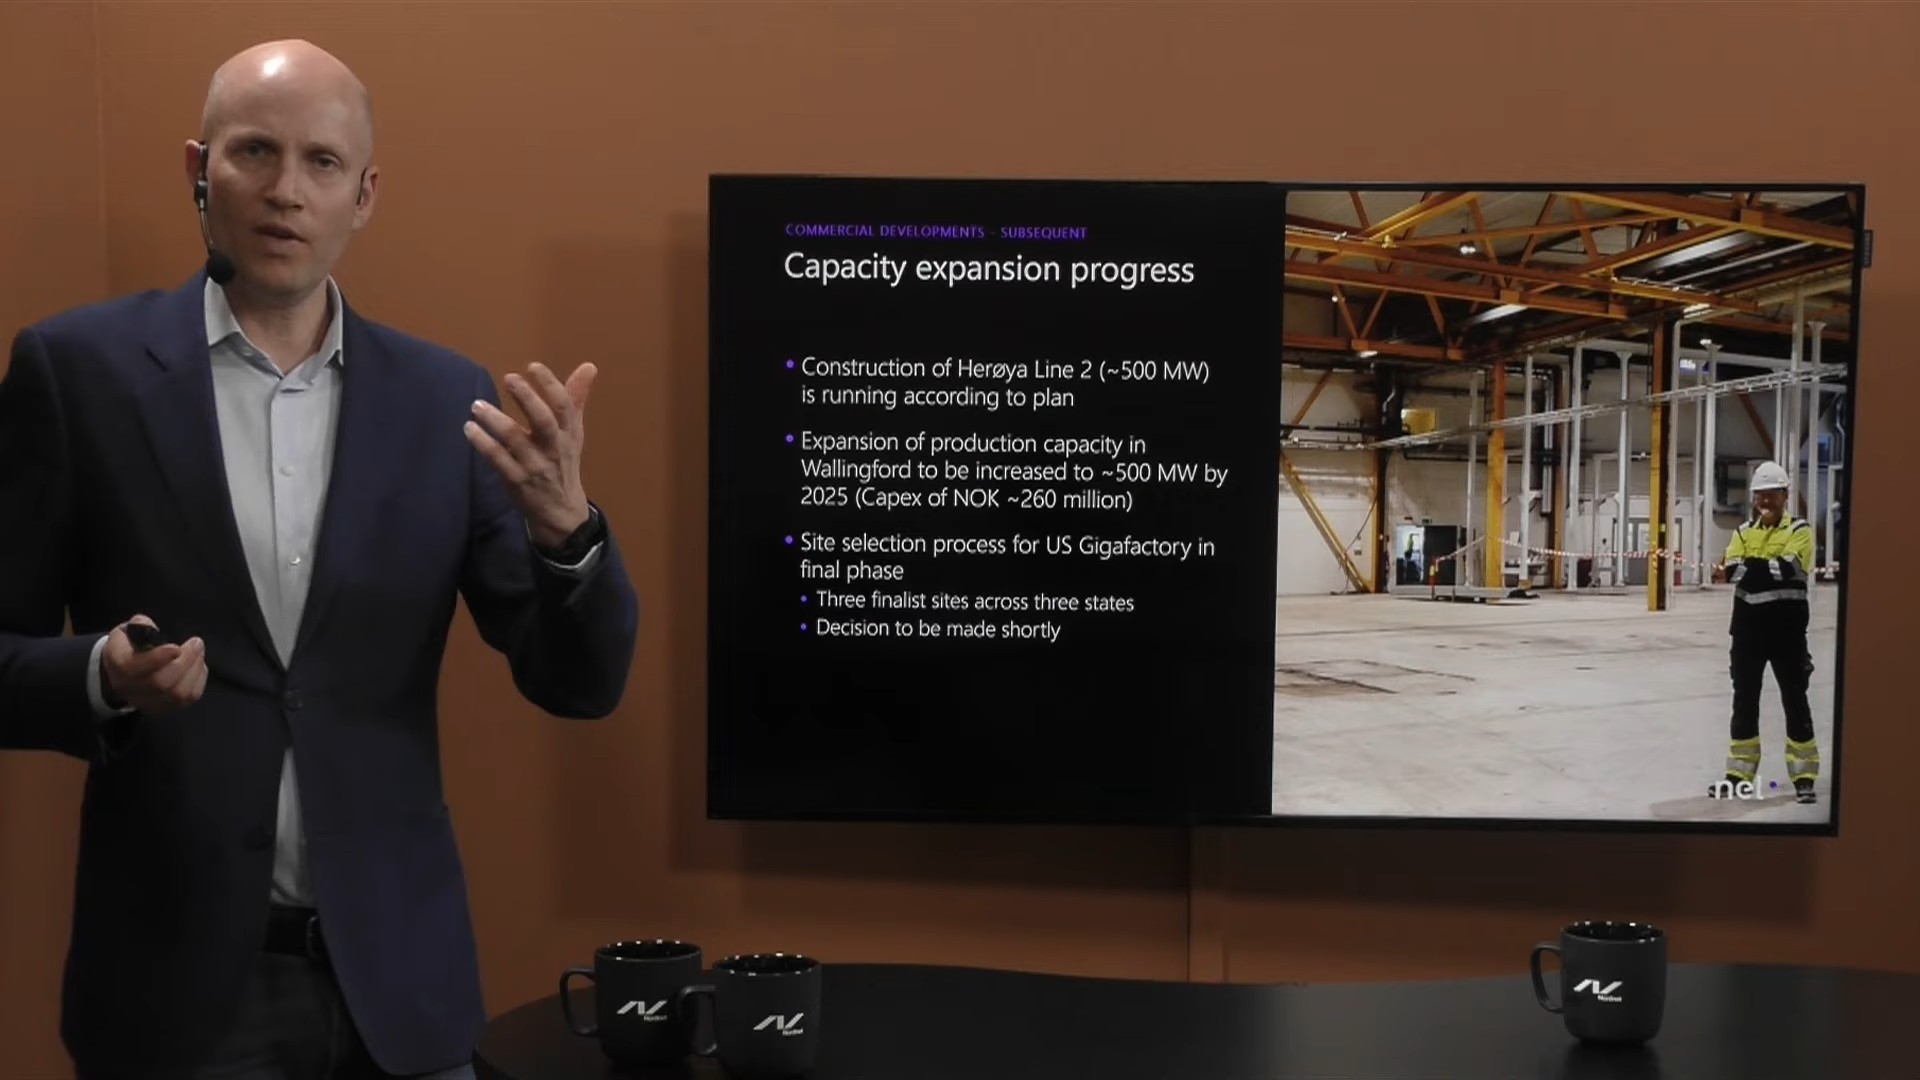 COMMERCIAL DEVELOPMENTS - SUBSEQUENT
Capacity expansion progress
• Construction of Herøya Line 2 (~500 MW)
is running according to plan
• Expansion of production capacity in
Wallingford to be increased to ~500 MW by
2025 (Capex of NOK ~260 million)
• Site selection process for US Gigafactory in
final phase
• Three finalist sites across three states
• Decision to be made shortly
nel
Nordnet
Nordnet
Nordnet